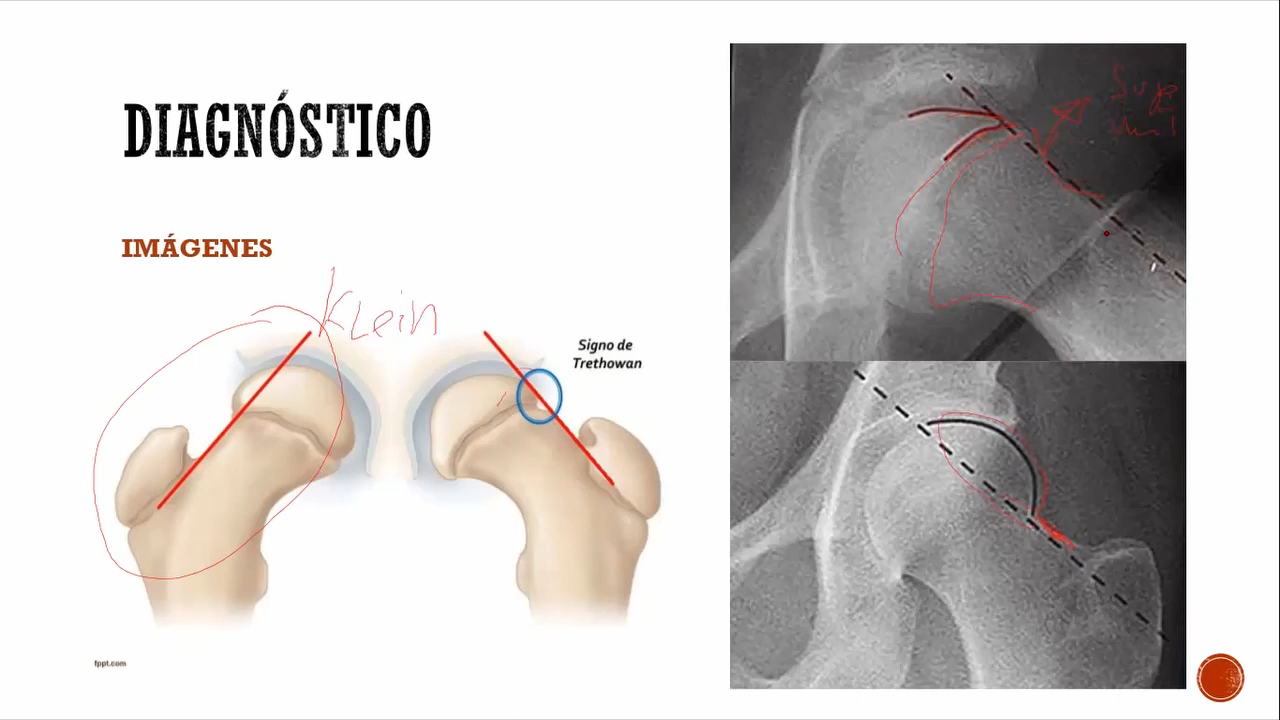 DIAGNÓSTICO
IMÁGENES
KLein
Signo de
Trethowan
fppt.com